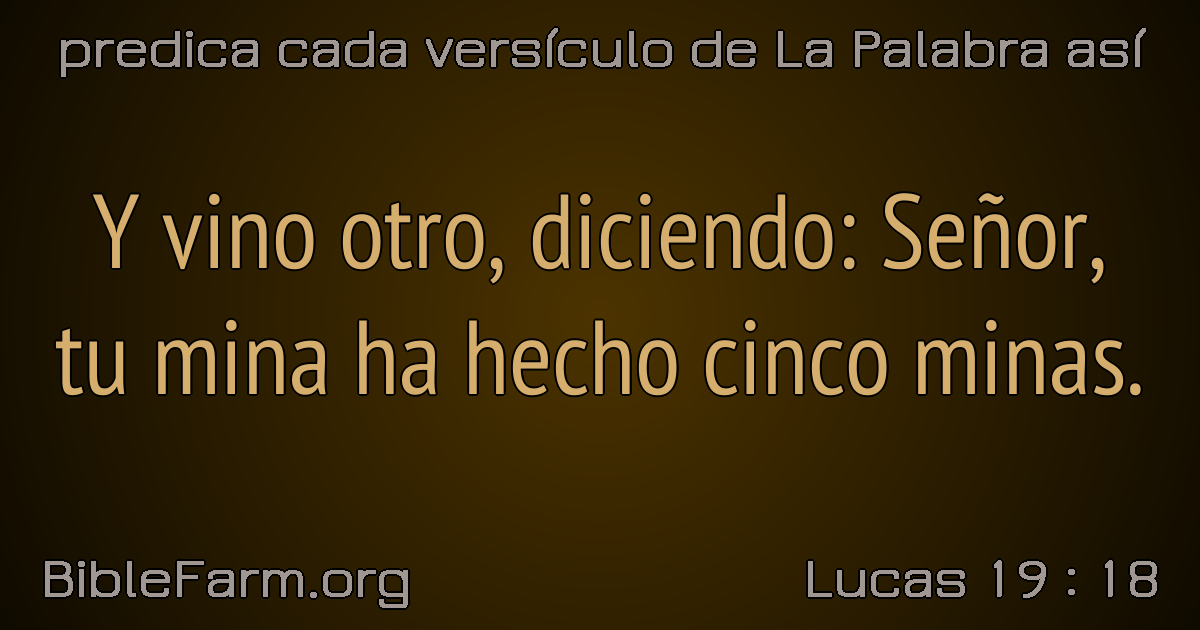 predica cada versículo de La Palabra así
Y vino otro, diciendo: Señor,
tu mina ha hecho cinco minas.
BibleFarm.org
Lucas 19 : 18